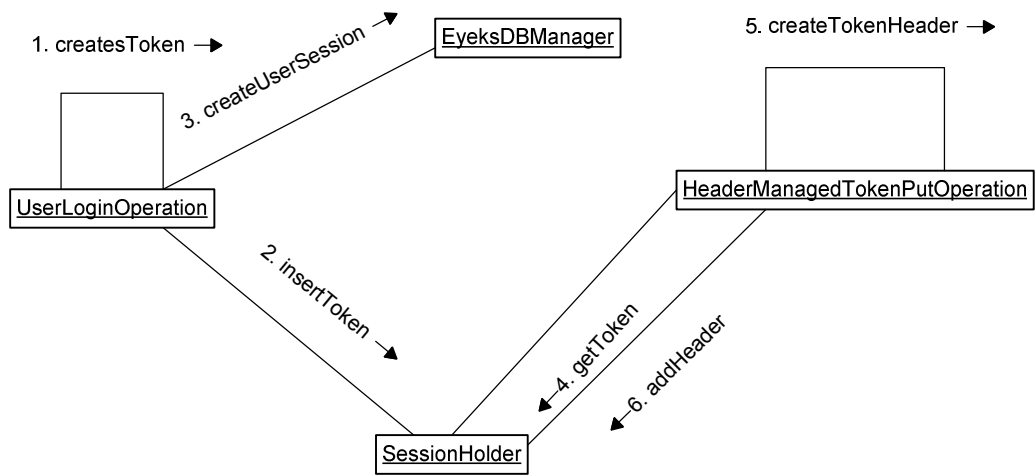 1. createsToken
3. createUserSession
EyeksDBManager
5. createTokenHeader
UserLoginOperation
HeaderManagedTokenPutOperation
2. insertToken
4. getToken
6. addHeader
SessionHolder